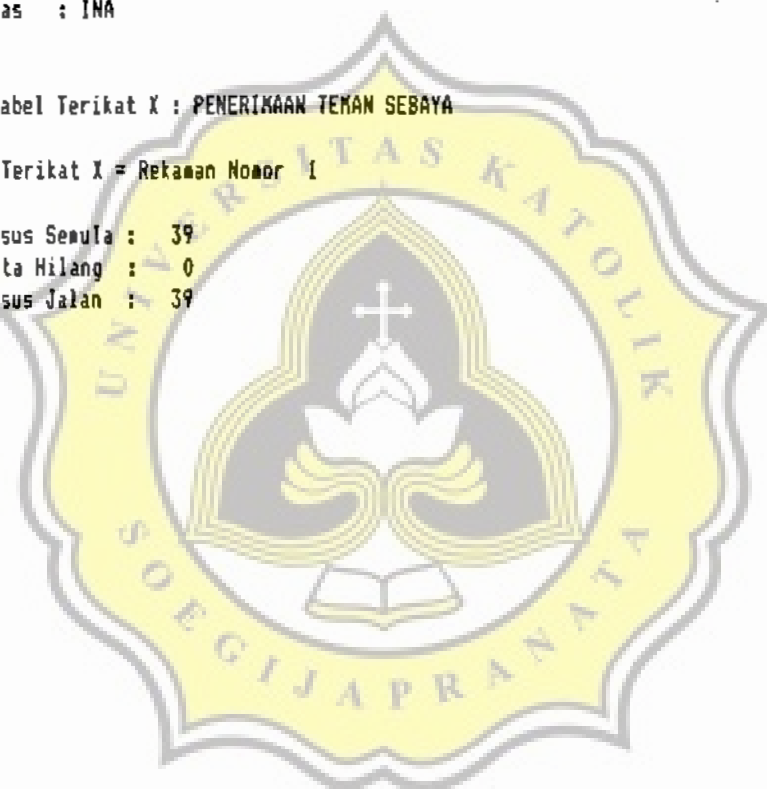 as : INA
abel Terikat X : PENERIMAAN TEMAN SEBAYA
Terikat X = Rekaman Nomor 1
sus Semula : 39
ta Hilang : 0
sus Jalan : 39
UNIVERSITAS KATOLIK
SOEGIJAPRANATA